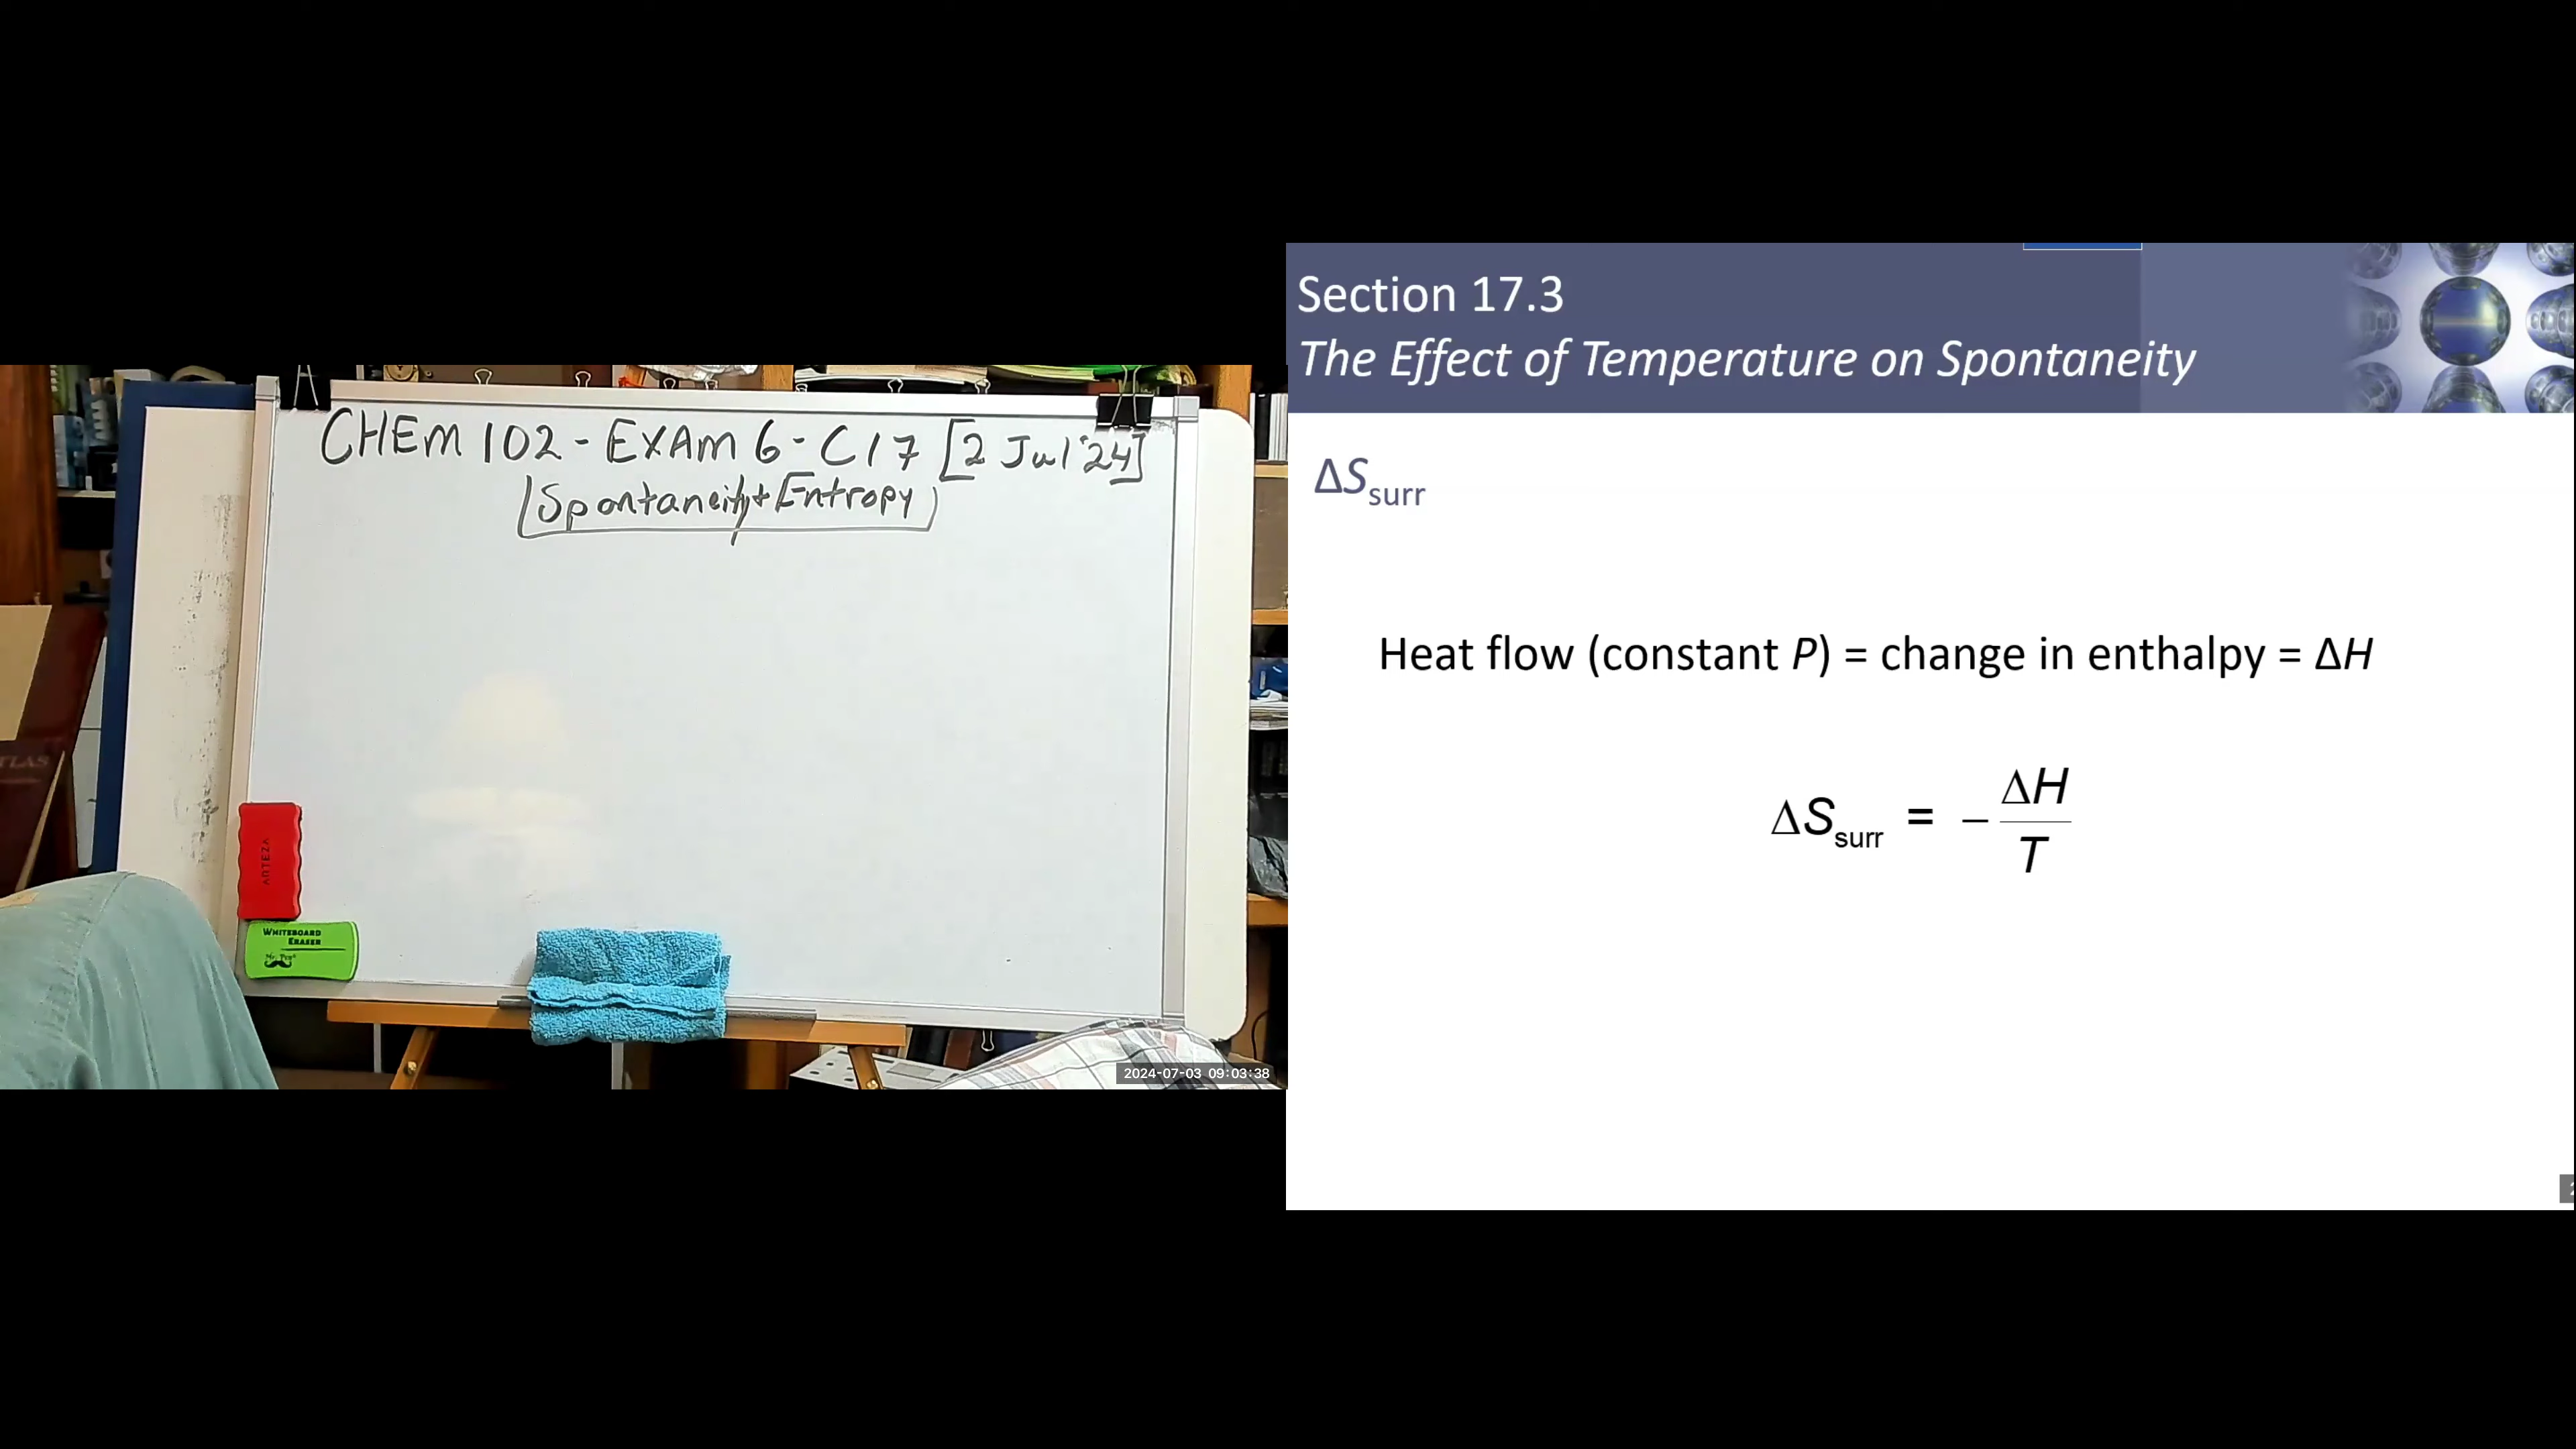 CHEM 102 - EXAM 6 - C17 [2 Jul '24]
Spontaneity + Entropy
ARTEZA
WHITEBOARD
ERASER
Mr. Pen
2024-07-03 09:03:38
Section 17.3
The Effect of Temperature on Spontaneity
ΔSsurr
Heat flow (constant P) = change in enthalpy = ΔH
ΔSsurr = − ΔH / T